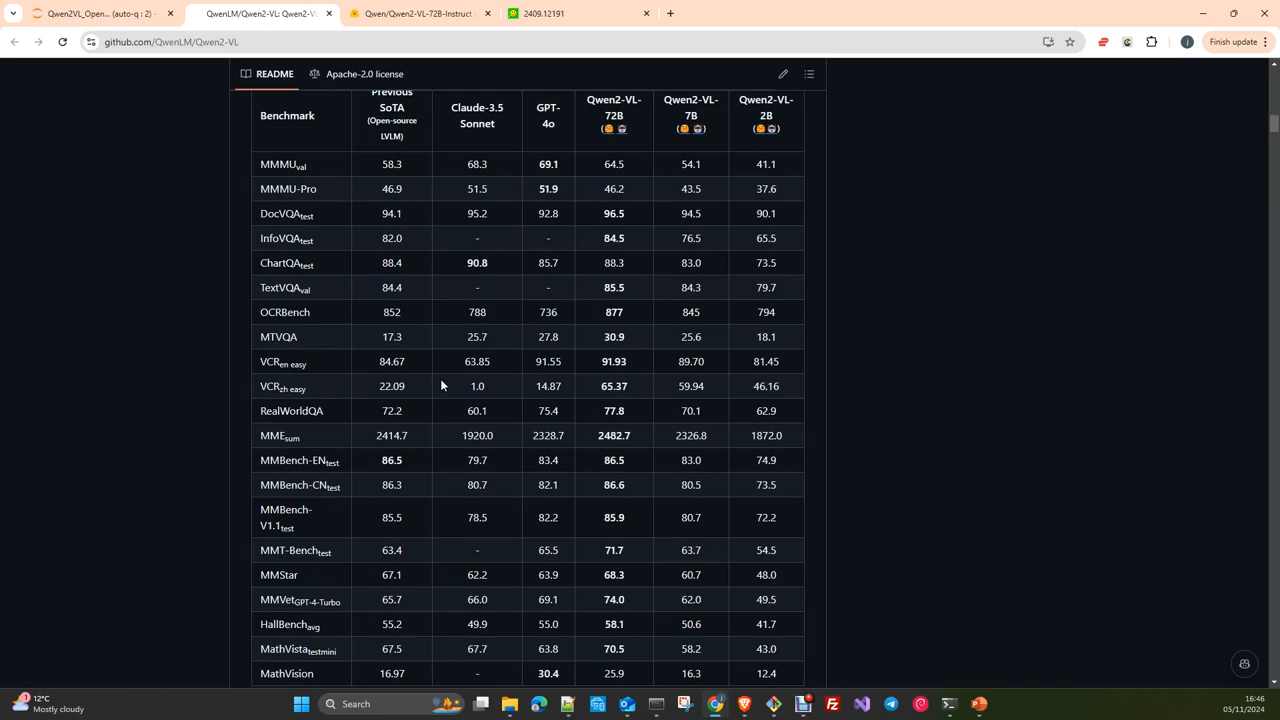 Qwen2VL_Open... (auto-q : 2) -
QwenLM/Qwen2-VL: Qwen2-V
Qwen/Qwen2-VL-72B-Instruct
2409.12191
github.com/QwenLM/Qwen2-VL
j
Finish update
README
Apache-2.0 license
Benchmark Previous SoTA (Open-source LVLM) Claude-3.5 Sonnet GPT-4o Qwen2-VL-72B Qwen2-VL-7B Qwen2-VL-2B
MMMUval 58.3 68.3 69.1 64.5 54.1 41.1
MMMU-Pro 46.9 51.5 51.9 46.2 43.5 37.6
DocVQAtest 94.1 95.2 92.8 96.5 94.5 90.1
InfoVQAtest 82.0 - - 84.5 76.5 65.5
ChartQAtest 88.4 90.8 85.7 88.3 83.0 73.5
TextVQAval 84.4 - - 85.5 84.3 79.7
OCRBench 852 788 736 877 845 794
MTVQA 17.3 25.7 27.8 30.9 25.6 18.1
VCRen easy 84.67 63.85 91.55 91.93 89.70 81.45
VCRzh easy 22.09 1.0 14.87 65.37 59.94 46.16
RealWorldQA 72.2 60.1 75.4 77.8 70.1 62.9
MMEsum 2414.7 1920.0 2328.7 2482.7 2326.8 1872.0
MMBench-ENtest 86.5 79.7 83.4 86.5 83.0 74.9
MMBench-CNtest 86.3 80.7 82.1 86.6 80.5 73.5
MMBench-V1.1test 85.5 78.5 82.2 85.9 80.7 72.2
MMT-Benchtest 63.4 - 65.5 71.7 63.7 54.5
MMStar 67.1 62.2 63.9 68.3 60.7 48.0
MMVetGPT-4-Turbo 65.7 66.0 69.1 74.0 62.0 49.5
HallBenchavg 55.2 49.9 55.0 58.1 50.6 41.7
MathVistatestmini 67.5 67.7 63.8 70.5 58.2 43.0
MathVision 16.97 - 30.4 25.9 16.3 12.4
1
12°C
Mostly cloudy
Search
16:46
05/11/2024